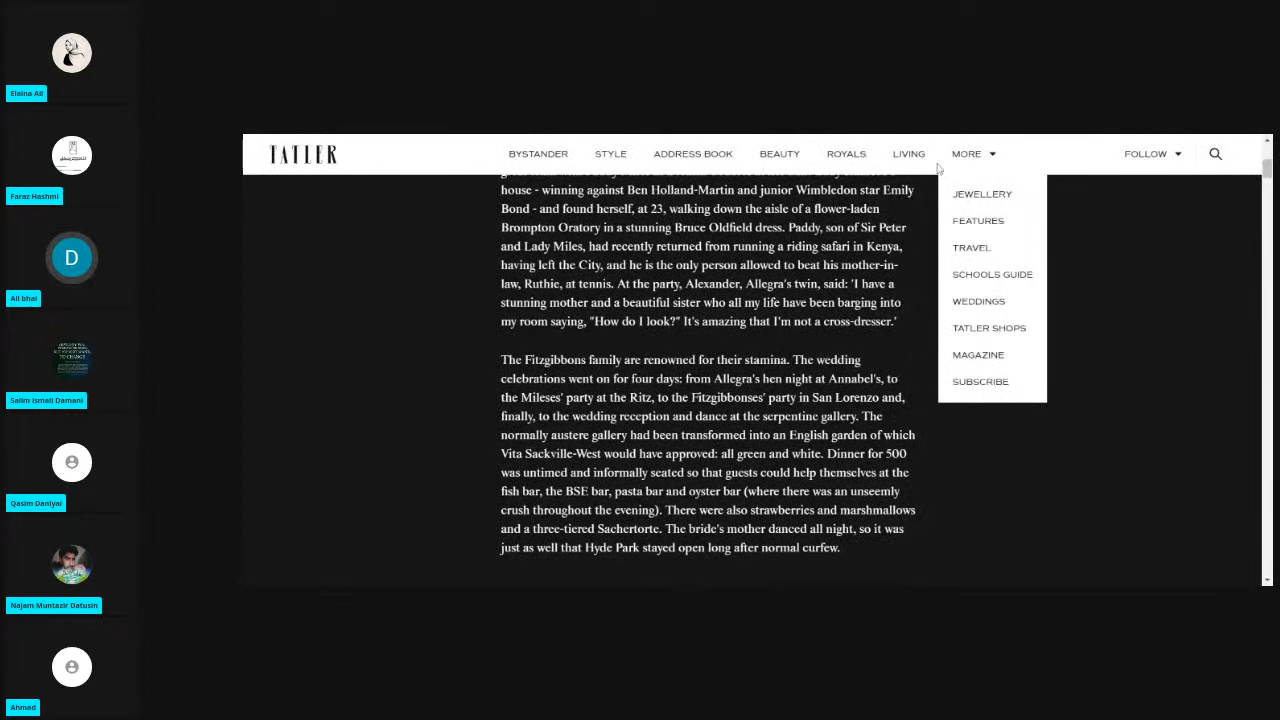 Elaina Ali
Faraz Hashmi
D
Ali bhai
TO CHANGE
Salim Ismail Damani
Qasim Daniyal
Najam Muntazir Datusin
Ahmad
TATLER
BYSTANDER STYLE ADDRESS BOOK BEAUTY ROYALS LIVING MORE FOLLOW
JEWELLERY
FEATURES
TRAVEL
SCHOOLS GUIDE
WEDDINGS
TATLER SHOPS
MAGAZINE
SUBSCRIBE
house - winning against Ben Holland-Martin and junior Wimbledon star Emily
Bond - and found herself, at 23, walking down the aisle of a flower-laden
Brompton Oratory in a stunning Bruce Oldfield dress. Paddy, son of Sir Peter
and Lady Miles, had recently returned from running a riding safari in Kenya,
having left the City, and he is the only person allowed to beat his mother-in-
law, Ruthie, at tennis. At the party, Alexander, Allegra's twin, said: 'I have a
stunning mother and a beautiful sister who all my life have been barging into
my room saying, "How do I look?" It's amazing that I'm not a cross-dresser.'
The Fitzgibbons family are renowned for their stamina. The wedding
celebrations went on for four days: from Allegra's hen night at Annabel's, to
the Mileses' party at the Ritz, to the Fitzgibbonses' party in San Lorenzo and,
finally, to the wedding reception and dance at the serpentine gallery. The
normally austere gallery had been transformed into an English garden of which
Vita Sackville-West would have approved: all green and white. Dinner for 500
was untimed and informally seated so that guests could help themselves at the
fish bar, the BSE bar, pasta bar and oyster bar (where there was an unseemly
crush throughout the evening). There were also strawberries and marshmallows
and a three-tiered Sachertorte. The bride's mother danced all night, so it was
just as well that Hyde Park stayed open long after normal curfew.